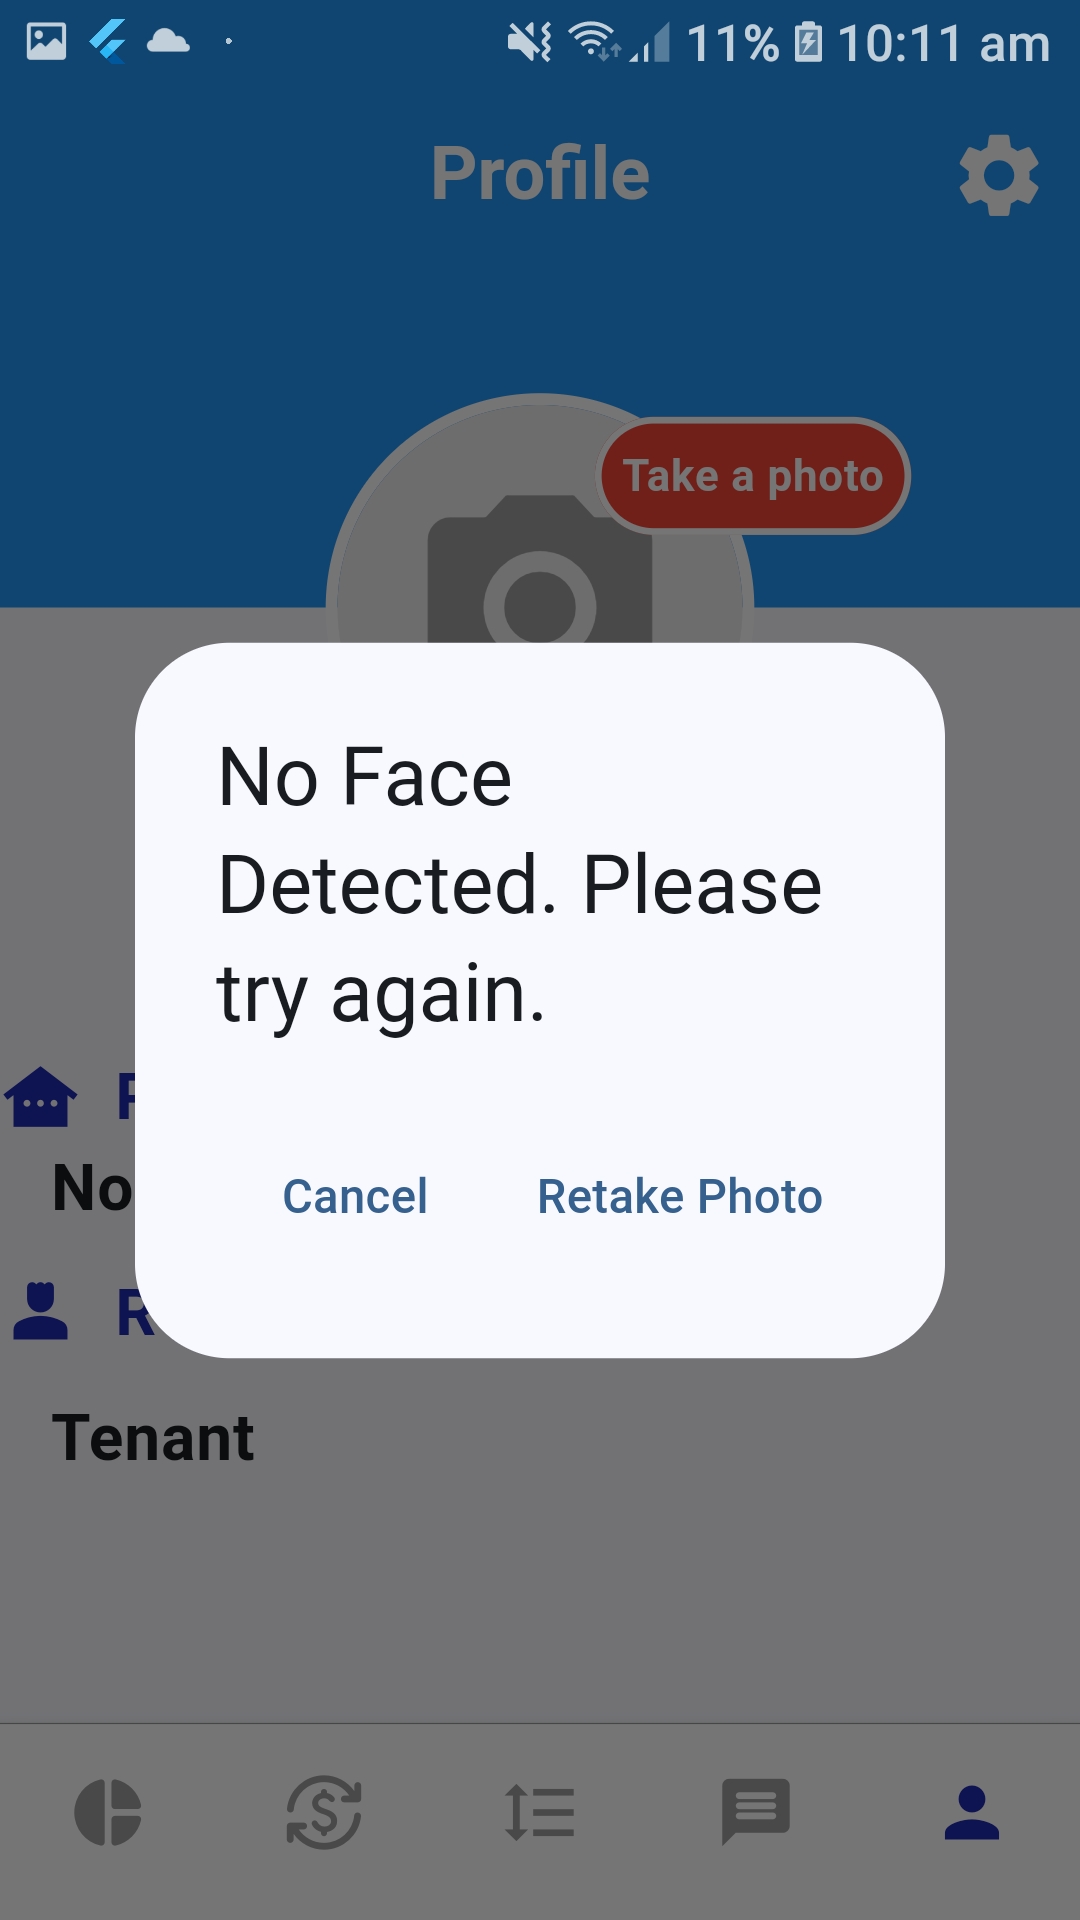 11% 10:11 am
Profile
Take a photo
No Face
Detected. Please
try again.
Cancel Retake Photo
No
R
Tenant